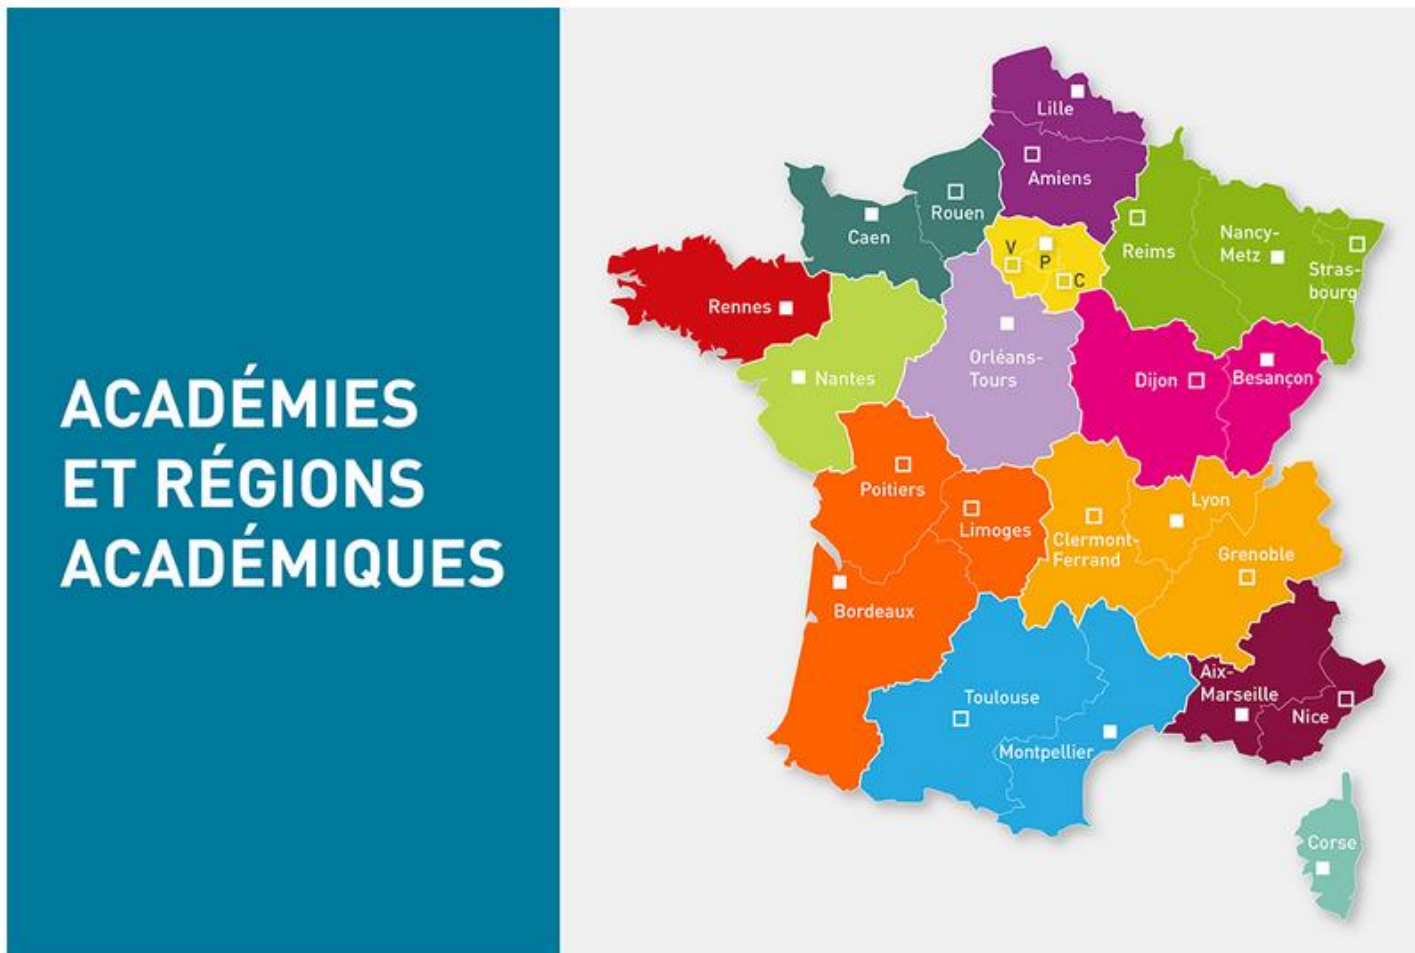 ACADÉMIES
ET RÉGIONS
ACADÉMIQUES
Lille
Amiens
Rouen
Caen
V
P
C
Reims
Nancy-
Metz
Stras-
bourg
Rennes
Nantes
Orléans-
Tours
Dijon
Besançon
Poitiers
Limoges
Clermont-
Ferrand
Lyon
Grenoble
Bordeaux
Toulouse
Montpellier
Aix-
Marseille
Nice
Corse